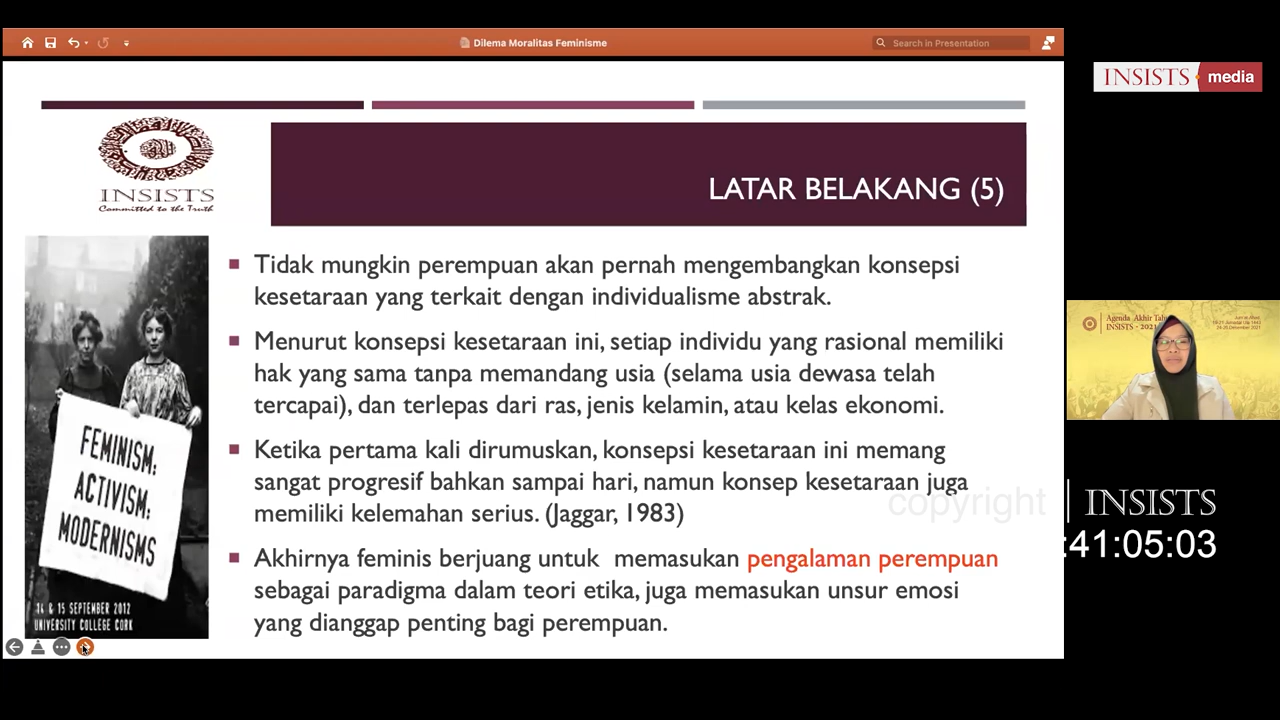 Dilema Moralitas Feminisme
Search in Presentation
INSISTS media
INSISTS
Committed to the Truth
LATAR BELAKANG (5)
Tidak mungkin perempuan akan pernah mengembangkan konsepsi
kesetaraan yang terkait dengan individualisme abstrak.
Menurut konsepsi kesetaraan ini, setiap individu yang rasional memiliki
hak yang sama tanpa memandang usia (selama usia dewasa telah
tercapai), dan terlepas dari ras, jenis kelamin, atau kelas ekonomi.
Ketika pertama kali dirumuskan, konsepsi kesetaraan ini memang
sangat progresif bahkan sampai hari, namun konsep kesetaraan juga
memiliki kelemahan serius. (Jaggar, 1983)
Akhirnya feminis berjuang untuk memasukan pengalaman perempuan
sebagai paradigma dalam teori etika, juga memasukan unsur emosi
yang dianggap penting bagi perempuan.
FEMINISM,
ACTIVISM,
MODERNISMS
14 & 15 SEPTEMBER 2012
UNIVERSITY COLLEGE CORK
Agenda Akhir
INSISTS - 2021
copyright
INSISTS
:41:05:03